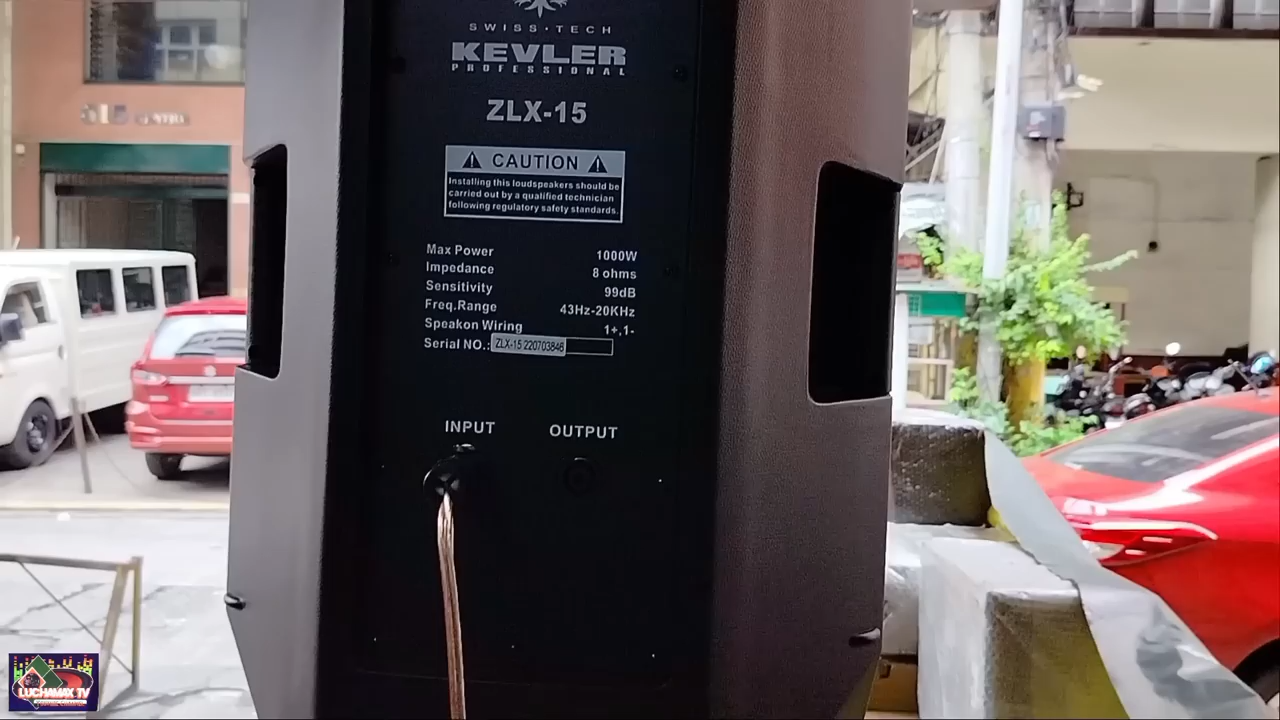 SWISS·TECH
KEVLER
PROFESSIONAL
ZLX-15
CAUTION
Installing this loudspeakers should be
carried out by a qualified technician
following regulatory safety standards.
Max Power 1000W
Impedance 8 ohms
Sensitivity 99dB
Freq.Range 43Hz-20KHz
Speakon Wiring 1+,1-
Serial NO.: ZLX-15 220703846
INPUT OUTPUT
LUCHAMAX TV